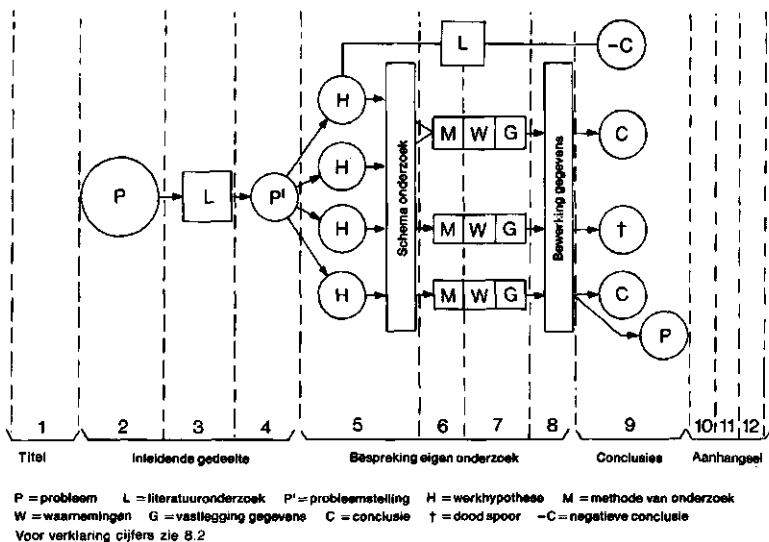 L
-C
H
M W G
C
H
P
L
P'
Schema onderzoek
Bewerking gegevens
H
M W G
†
H
M W G
C
P
1 2 3 4 5 6 7 8 9 10 11 12
Titel Inleidende gedeelte Bespreking eigen onderzoek Conclusies Aanhangsel
P = probleem L = literatuuronderzoek P' = probleemstelling H = werkhypothese M = methode van onderzoek
W = waarnemingen G = vastlegging gegevens C = conclusie † = dood spoor -C = negatieve conclusie
Voor verklaring cijfers zie 8.2